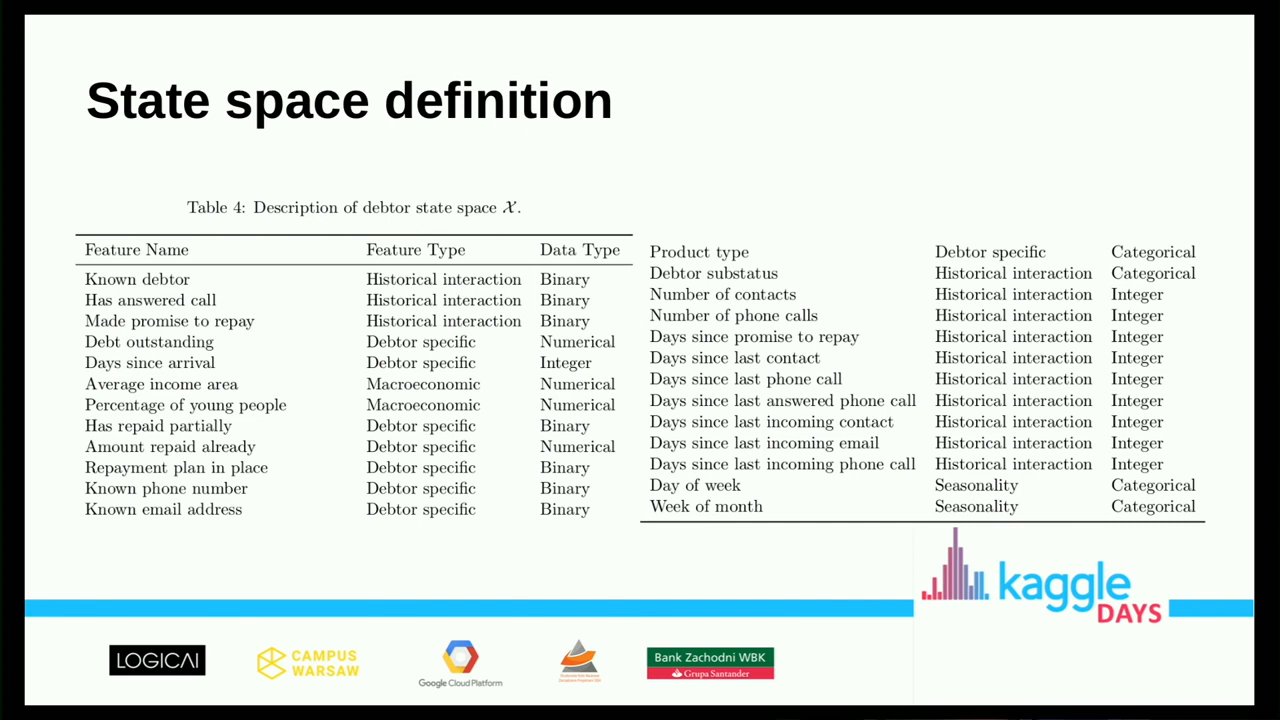 State space definition
Table 4: Description of debtor state space 𝒳.
Feature Name Feature Type Data Type
Known debtor Historical interaction Binary
Has answered call Historical interaction Binary
Made promise to repay Historical interaction Binary
Debt outstanding Debtor specific Numerical
Days since arrival Debtor specific Integer
Average income area Macroeconomic Numerical
Percentage of young people Macroeconomic Numerical
Has repaid partially Debtor specific Binary
Amount repaid already Debtor specific Numerical
Repayment plan in place Debtor specific Binary
Known phone number Debtor specific Binary
Known email address Debtor specific Binary
Product type Debtor specific Categorical
Debtor substatus Historical interaction Categorical
Number of contacts Historical interaction Integer
Number of phone calls Historical interaction Integer
Days since promise to repay Historical interaction Integer
Days since last contact Historical interaction Integer
Days since last phone call Historical interaction Integer
Days since last answered phone call Historical interaction Integer
Days since last incoming contact Historical interaction Integer
Days since last incoming email Historical interaction Integer
Days since last incoming phone call Historical interaction Integer
Day of week Seasonality Categorical
Week of month Seasonality Categorical
kaggle
DAYS
LOGICAI
CAMPUS
WARSAW
Google Cloud Platform
Bank Zachodni WBK
Grupa Santander